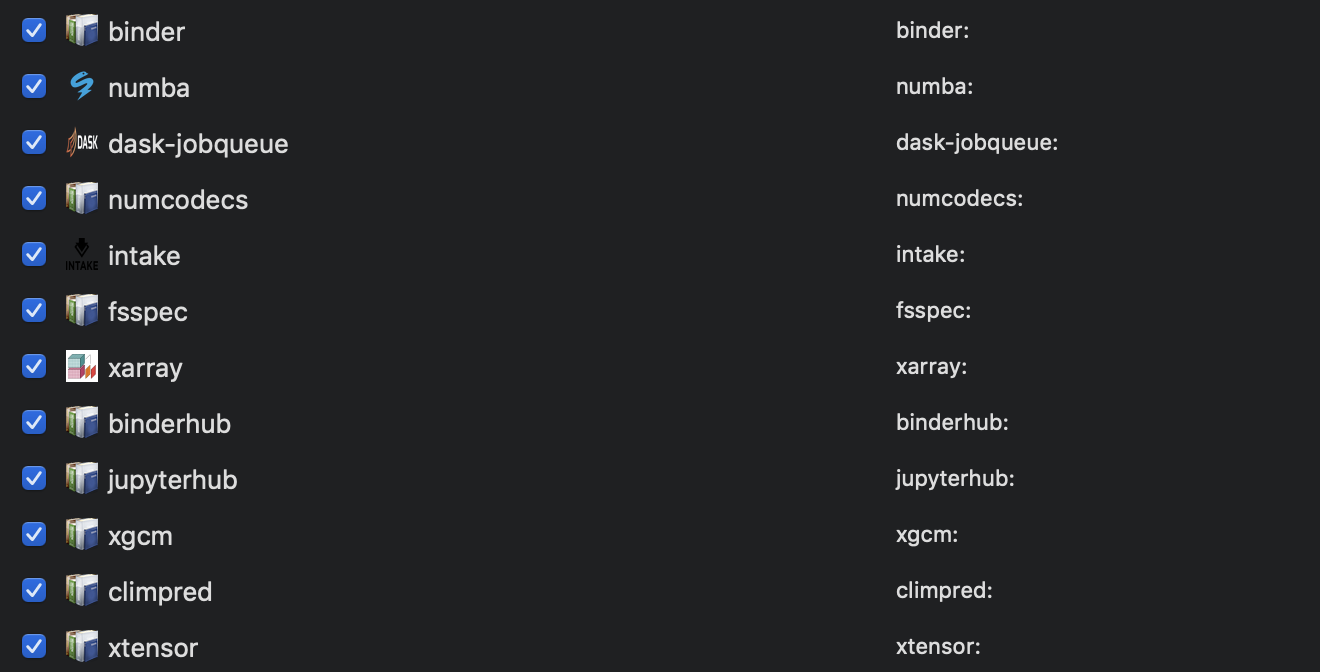 binder binder:
numba numba:
DASK dask-jobqueue dask-jobqueue:
numcodecs numcodecs:
INTAKE intake intake:
fsspec fsspec:
xarray xarray:
binderhub binderhub:
jupyterhub jupyterhub:
xgcm xgcm:
climpred climpred:
xtensor xtensor: